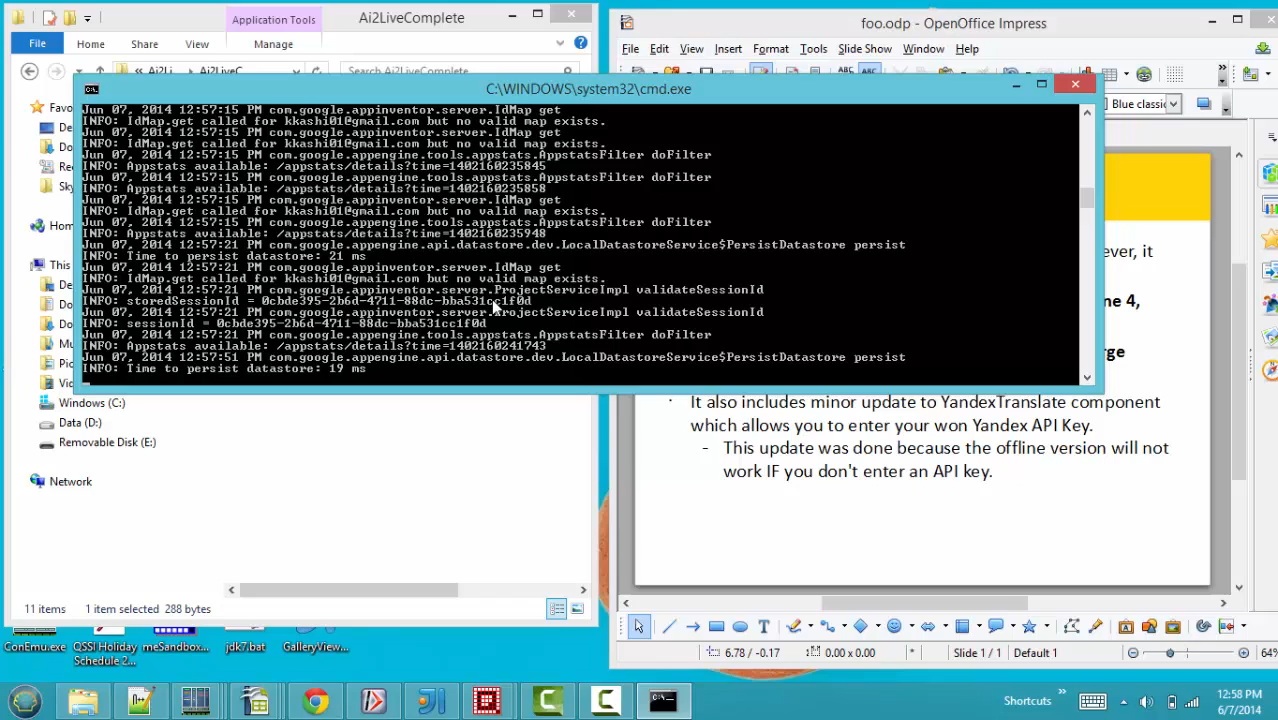 Application Tools
Ai2LiveComplete
File
Home
Share
View
Manage
Ai2Li...
Ai2LiveC...
Search Ai2LiveComplete
Favo
De
Do
Re
Sky
Hom
This
De
Do
Do
Mu
Pic
Vid
Windows (C:)
Data (D:)
Removable Disk (E:)
Network
11 items
1 item selected 288 bytes
C:\WINDOWS\system32\cmd.exe
Jun 07, 2014 12:57:15 PM com.google.appinventor.server.IdMap get
INFO: IdMap.get called for kkashi01@gmail.com but no valid map exists.
Jun 07, 2014 12:57:15 PM com.google.appinventor.server.IdMap get
INFO: IdMap.get called for kkashi01@gmail.com but no valid map exists.
Jun 07, 2014 12:57:15 PM com.google.appengine.tools.appstats.AppstatsFilter doFilter
INFO: Appstats available: /appstats/details?time=1402160235845
Jun 07, 2014 12:57:15 PM com.google.appengine.tools.appstats.AppstatsFilter doFilter
INFO: Appstats available: /appstats/details?time=1402160235858
Jun 07, 2014 12:57:15 PM com.google.appinventor.server.IdMap get
INFO: IdMap.get called for kkashi01@gmail.com but no valid map exists.
Jun 07, 2014 12:57:15 PM com.google.appengine.tools.appstats.AppstatsFilter doFilter
INFO: Appstats available: /appstats/details?time=1402160235948
Jun 07, 2014 12:57:21 PM com.google.appengine.api.datastore.dev.LocalDatastoreService$PersistDatastore persist
INFO: Time to persist datastore: 21 ms
Jun 07, 2014 12:57:21 PM com.google.appinventor.server.IdMap get
INFO: IdMap.get called for kkashi01@gmail.com but no valid map exists.
Jun 07, 2014 12:57:21 PM com.google.appinventor.server.ProjectServiceImpl validateSessionId
INFO: storedSessionId = 0cbde395-2b6d-4711-88dc-bba531cc1f0d
Jun 07, 2014 12:57:21 PM com.google.appinventor.server.ProjectServiceImpl validateSessionId
INFO: sessionId = 0cbde395-2b6d-4711-88dc-bba531cc1f0d
Jun 07, 2014 12:57:21 PM com.google.appengine.tools.appstats.AppstatsFilter doFilter
INFO: Appstats available: /appstats/details?time=1402160241743
Jun 07, 2014 12:57:51 PM com.google.appengine.api.datastore.dev.LocalDatastoreService$PersistDatastore persist
INFO: Time to persist datastore: 19 ms
foo.odp - OpenOffice Impress
File Edit View Insert Format Tools Slide Show Window Help
Blue classic
ever, it
ne 4,
rge
· It also includes minor update to YandexTranslate component
which allows you to enter your won Yandex API Key.
- This update was done because the offline version will not
work IF you don't enter an API key.
6.78 / -0.17
0.00 x 0.00
*
Slide 1 / 1
Default 1
64%
ConEmu.exe
QSSI Holiday
Schedule 2...
meSandbox...
jdk7.bat
GalleryView...
Shortcuts
12:58 PM
6/7/2014